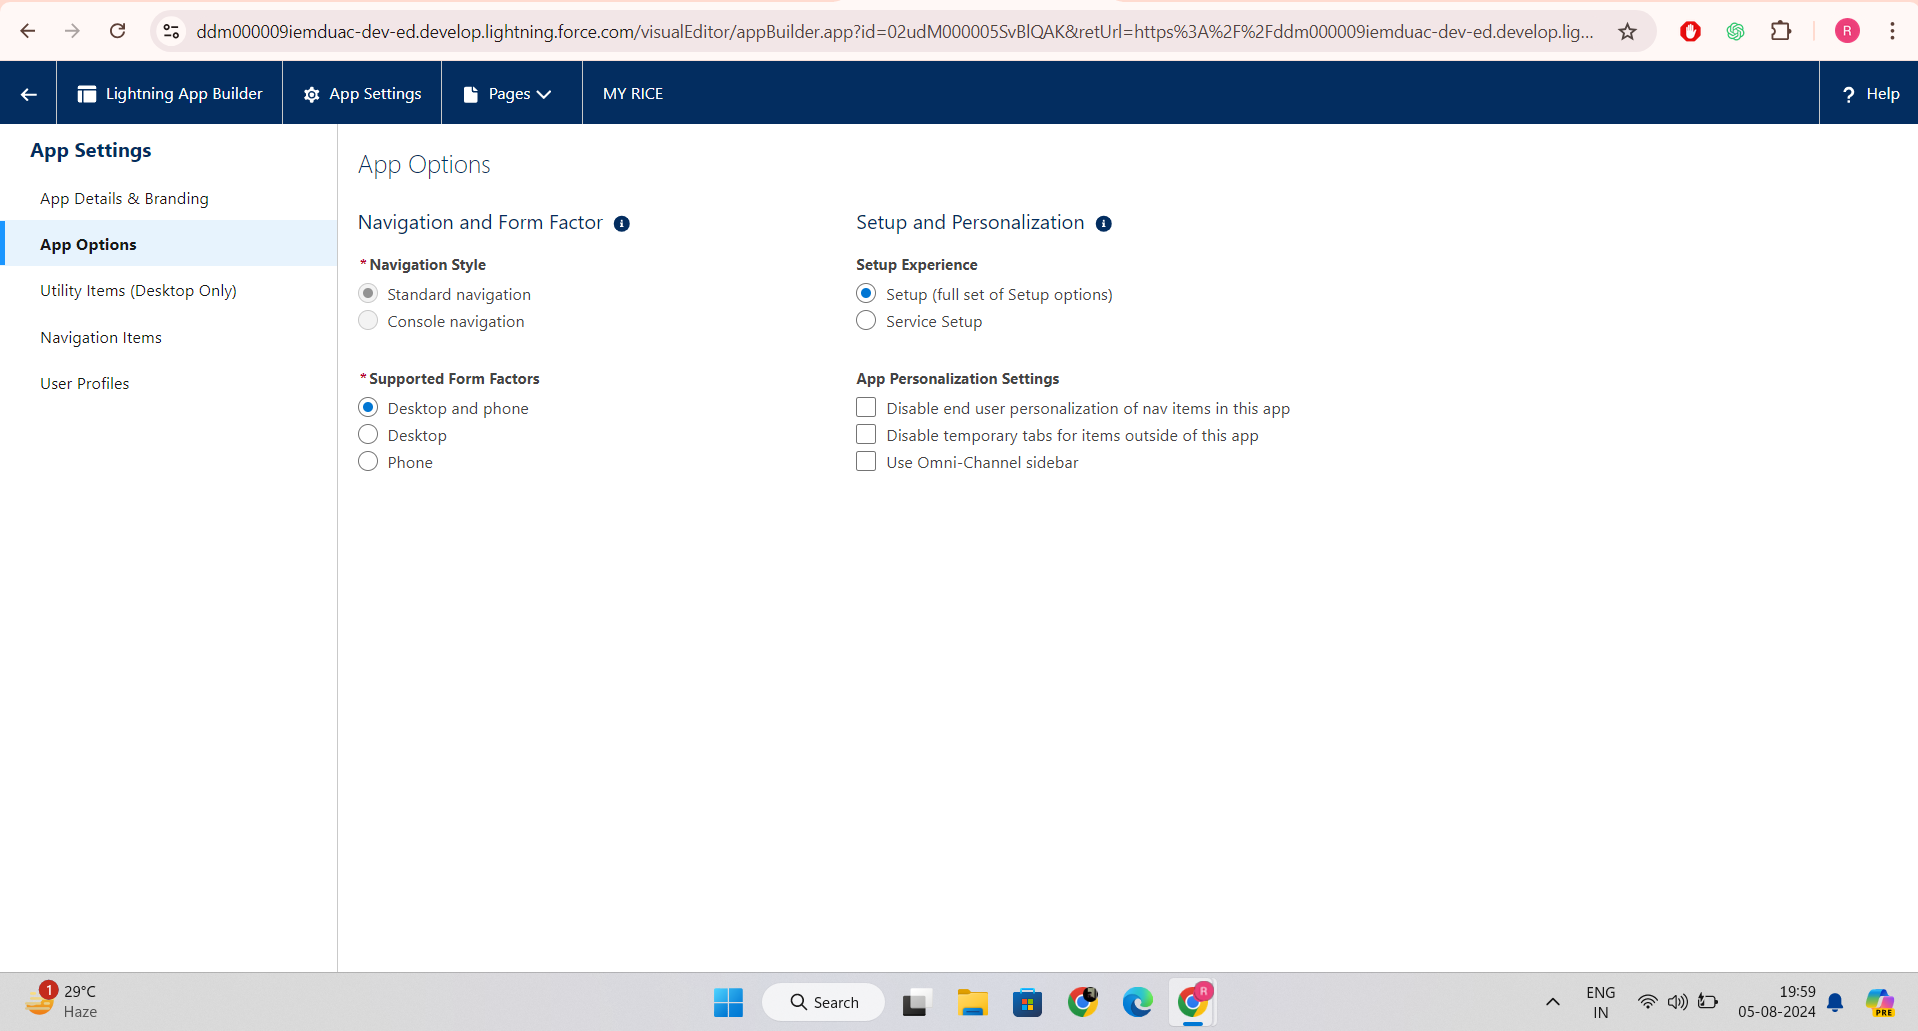 ddm000009iemduac-dev-ed.develop.lightning.force.com/visualEditor/appBuilder.app?id=02udM000005SvBlQAK&retUrl=https%3A%2F%2Fddm000009iemduac-dev-ed.develop.lig...
R
Lightning App Builder
App Settings
Pages
MY RICE
? Help
App Settings
App Details & Branding
App Options
Utility Items (Desktop Only)
Navigation Items
User Profiles
App Options
Navigation and Form Factor
*Navigation Style
Standard navigation
Console navigation
*Supported Form Factors
Desktop and phone
Desktop
Phone
Setup and Personalization
Setup Experience
Setup (full set of Setup options)
Service Setup
App Personalization Settings
Disable end user personalization of nav items in this app
Disable temporary tabs for items outside of this app
Use Omni-Channel sidebar
1
29°C
Haze
Search
R
ENG
IN
19:59
05-08-2024
PRE